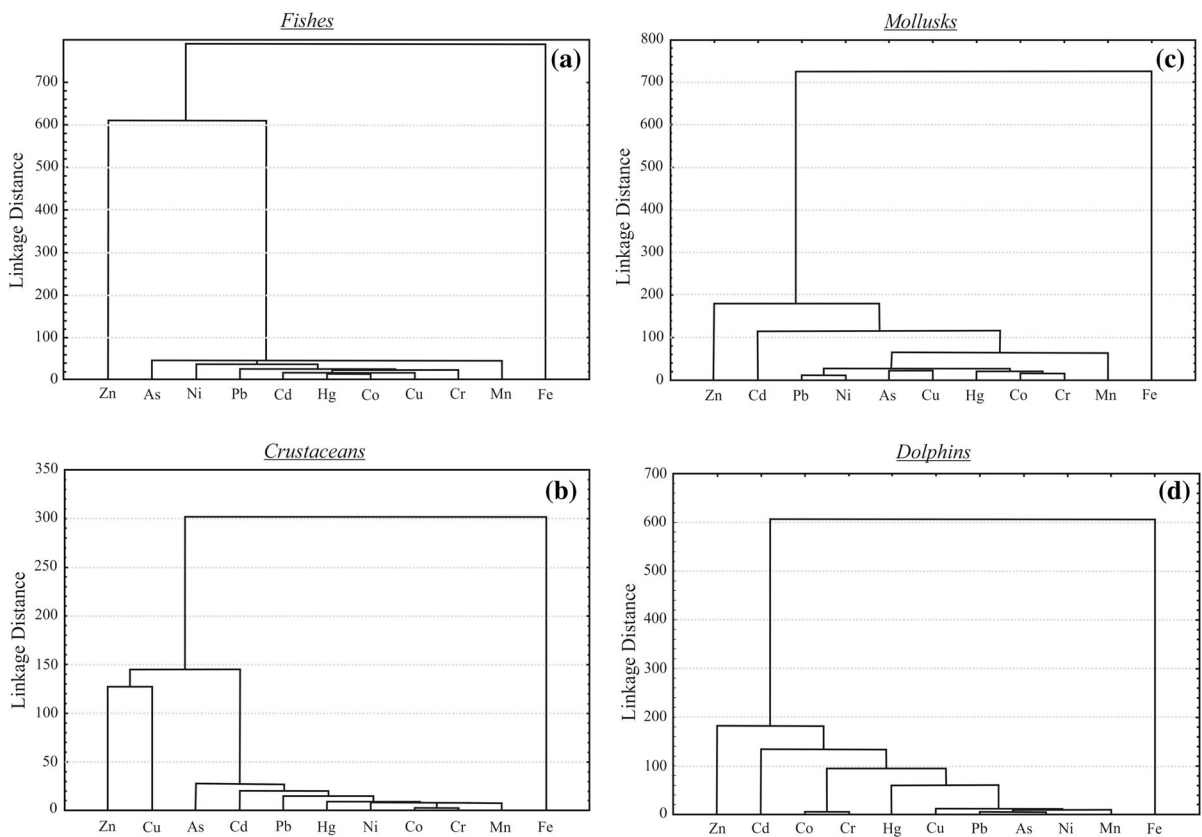 Fishes
(a)
700
600
500
400
300
200
100
0
Linkage Distance
Zn As Ni Pb Cd Hg Co Cu Cr Mn Fe
Mollusks
(c)
800
700
600
500
400
300
200
100
0
Linkage Distance
Zn Cd Pb Ni As Cu Hg Co Cr Mn Fe
Crustaceans
(b)
350
300
250
200
150
100
50
0
Linkage Distance
Zn Cu As Cd Pb Hg Ni Co Cr Mn Fe
Dolphins
(d)
700
600
500
400
300
200
100
0
Linkage Distance
Zn Cd Co Cr Hg Cu Pb As Ni Mn Fe